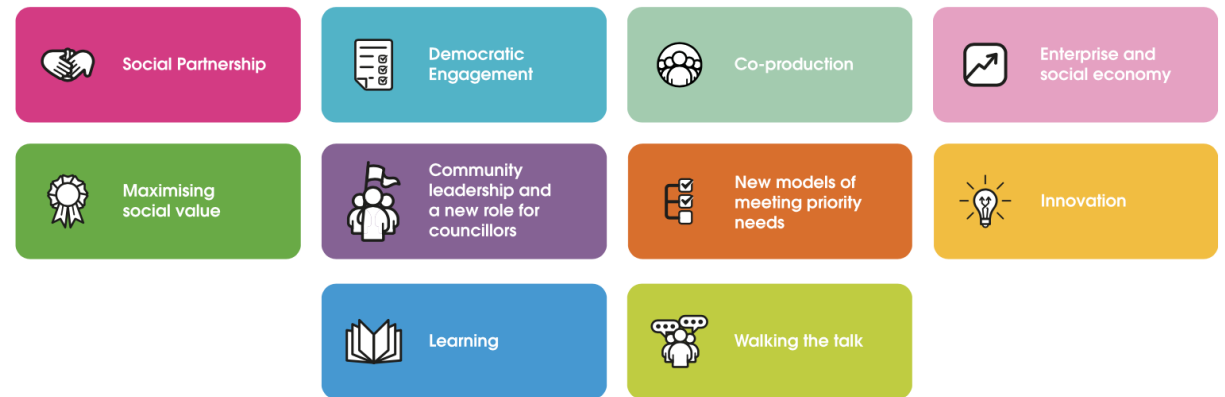 Social Partnership
Democratic
Engagement
Co-production
Enterprise and
social economy
Maximising
social value
Community
leadership and
a new role for
councillors
New models of
meeting priority
needs
Innovation
Learning
Walking the talk